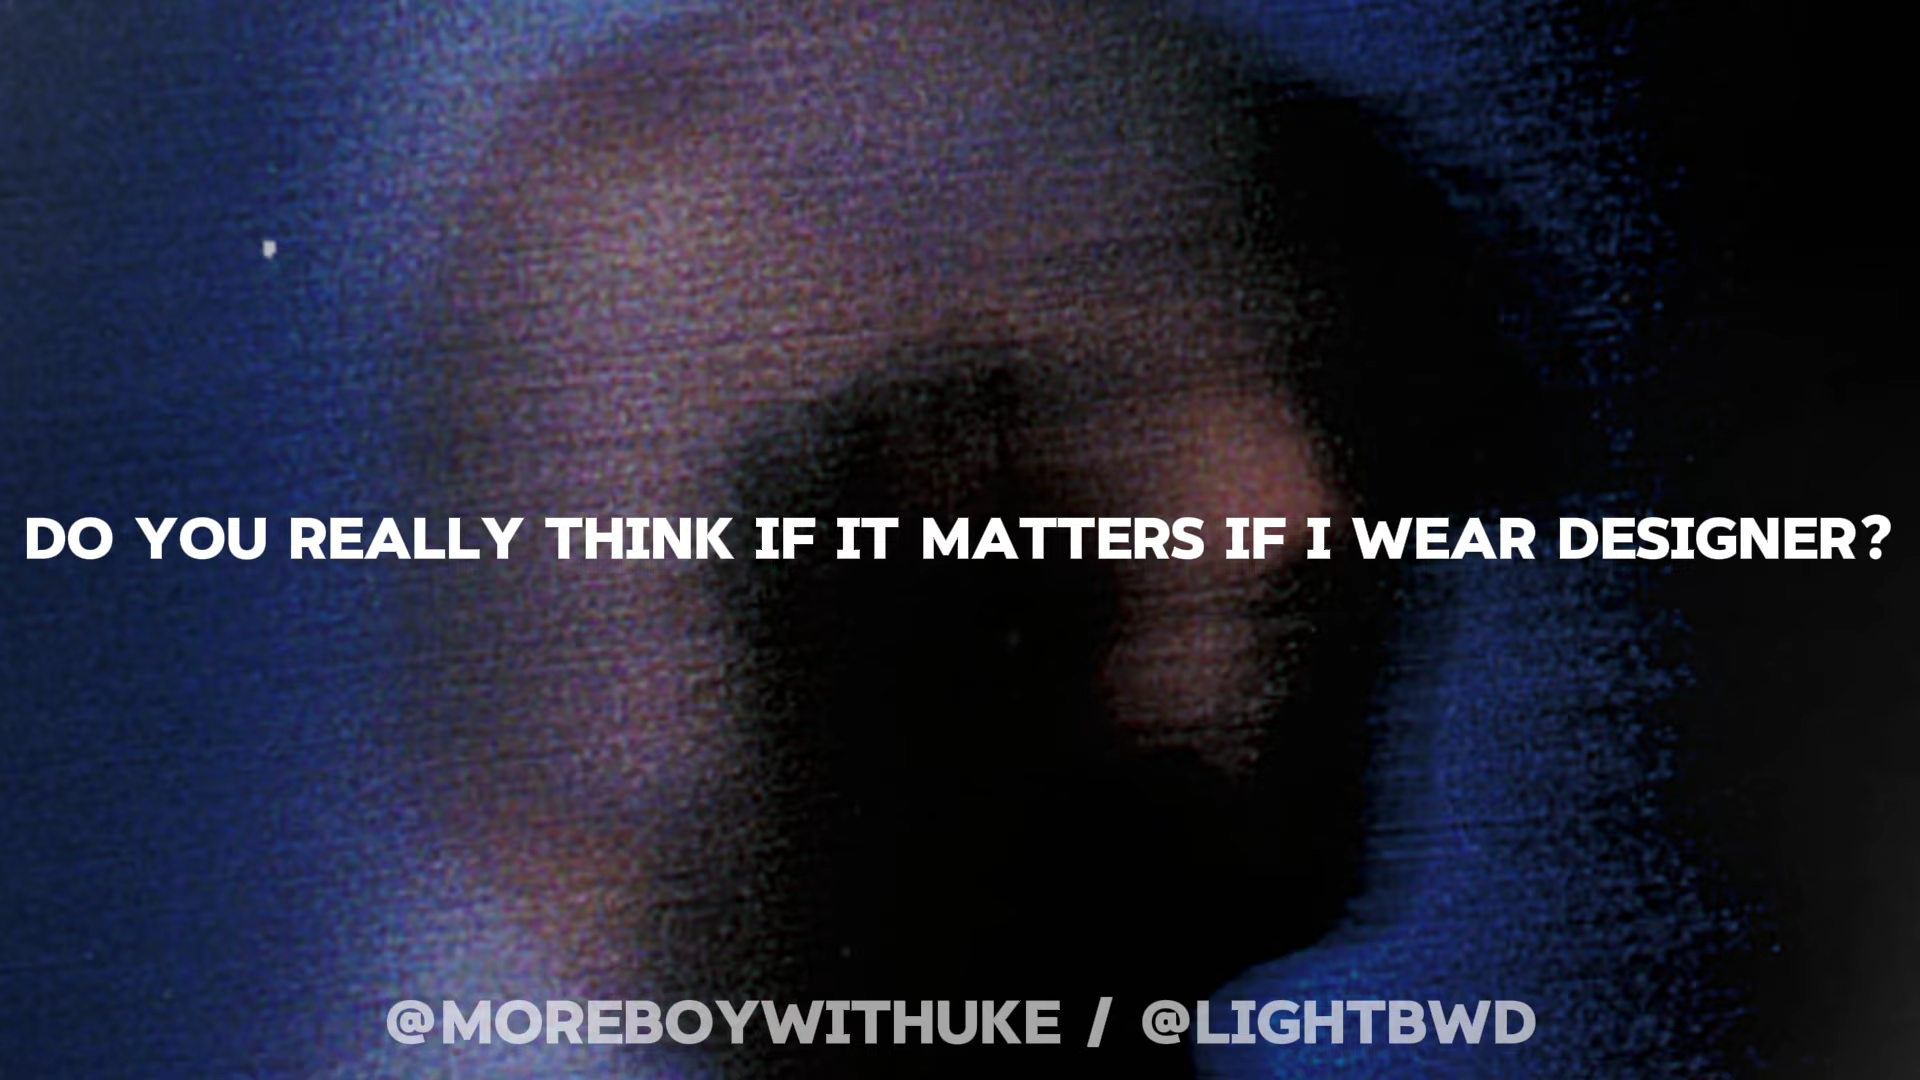 DO YOU REALLY THINK IF IT MATTERS IF I WEAR DESIGNER?
@MOREBOYWITHUKE / @LIGHTBWD